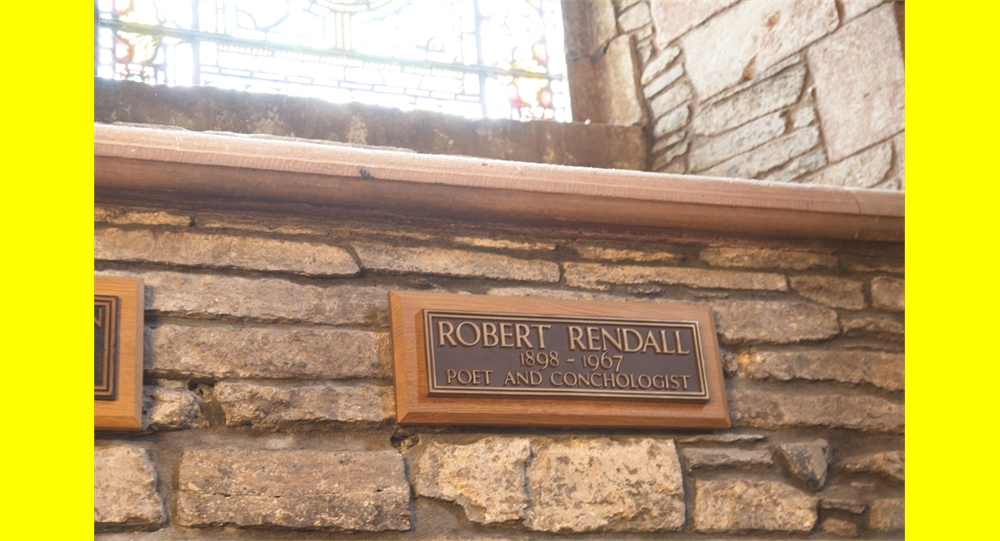 ROBERT RENDALL
1898 - 1967
POET AND CONCHOLOGIST